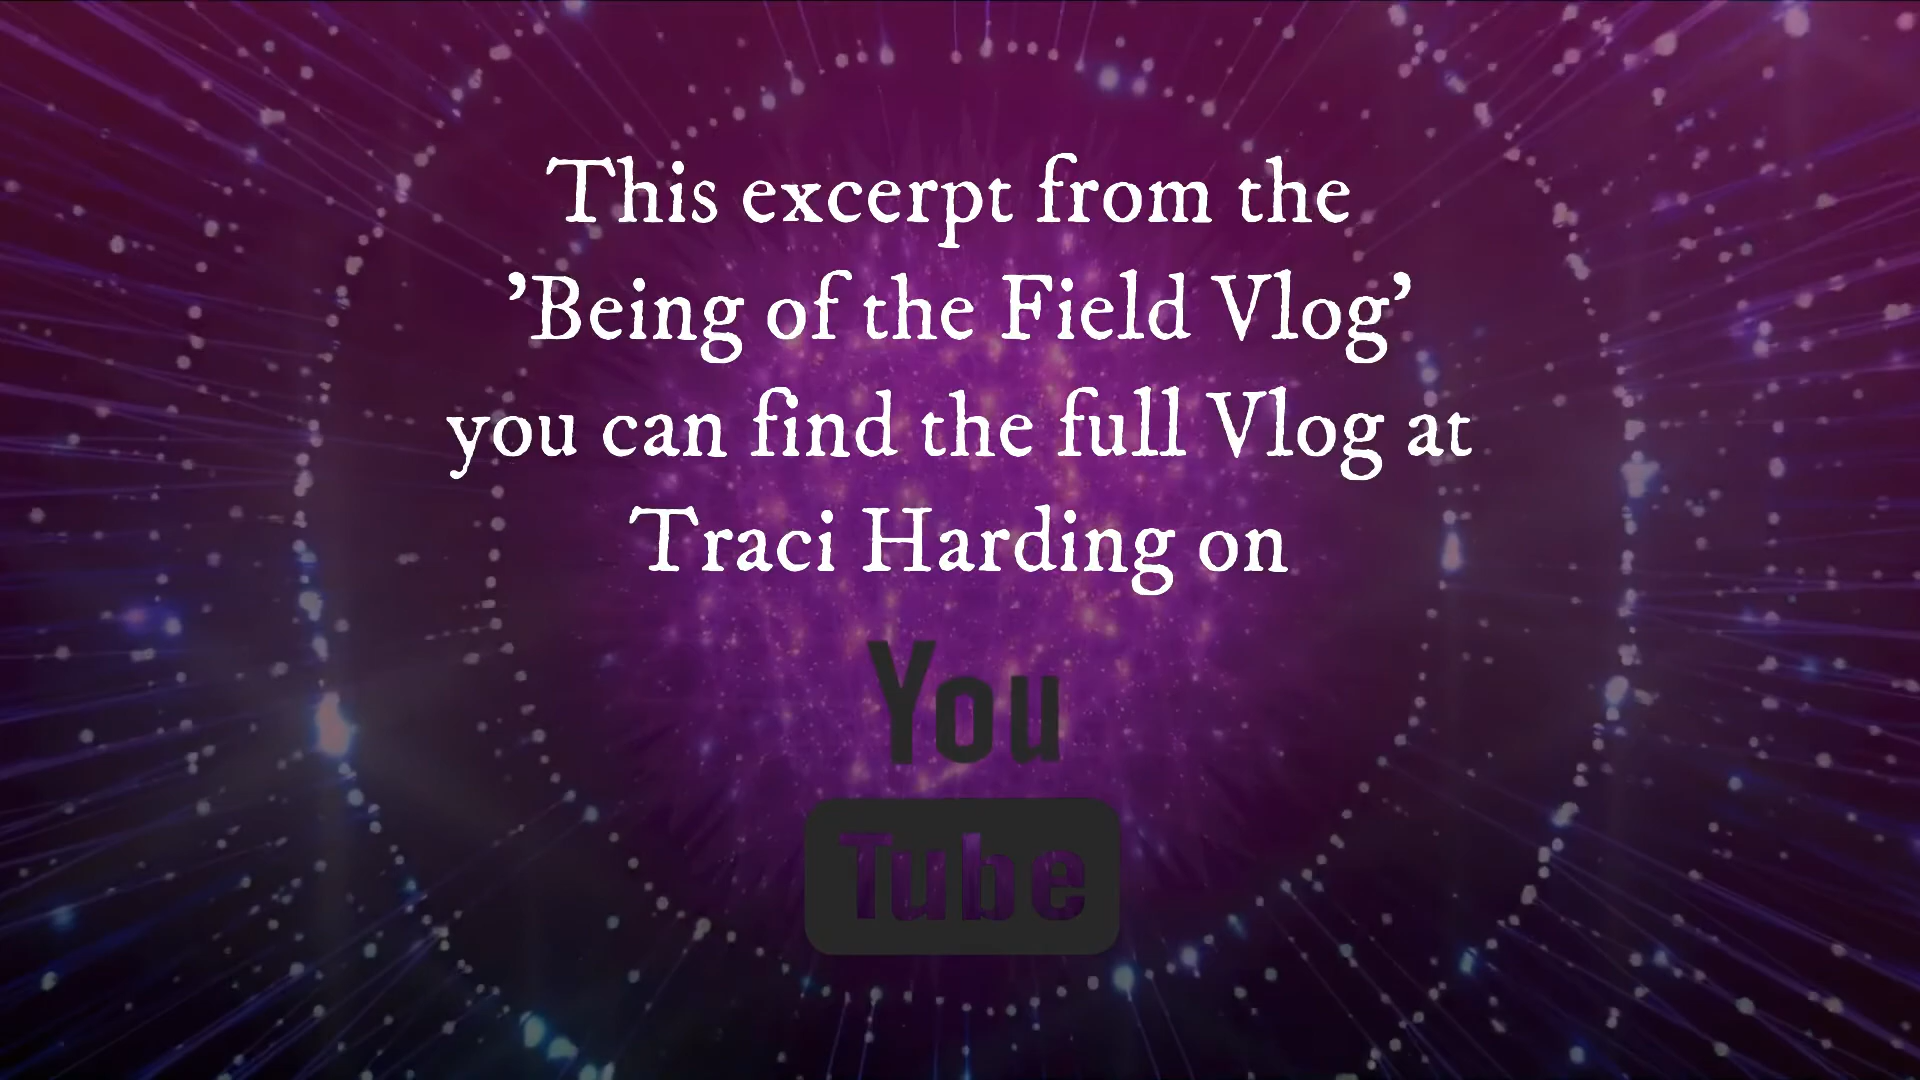 This excerpt from the
’Being of the Field Vlog’
you can find the full Vlog at
Traci Harding on
You
Tube